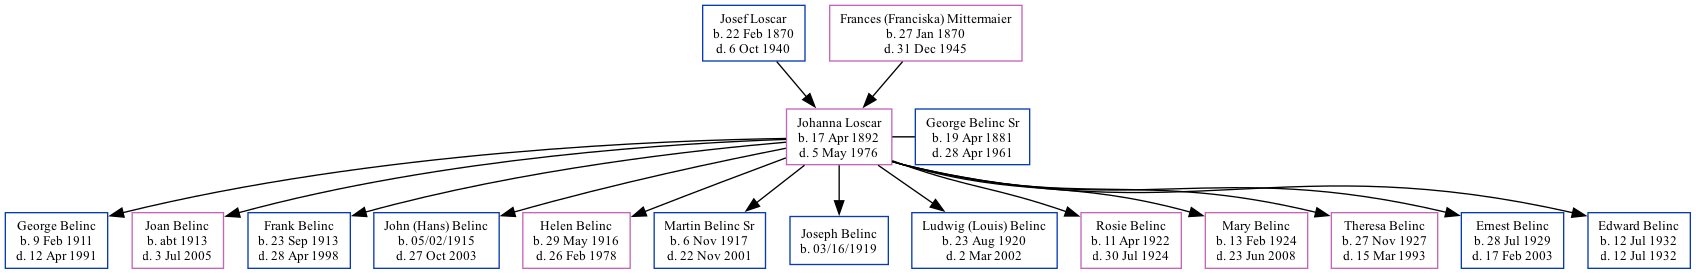 Josef Loscar
b. 22 Feb 1870
d. 6 Oct 1940
Frances (Franciska) Mittermaier
b. 27 Jan 1870
d. 31 Dec 1945
Johanna Loscar
b. 17 Apr 1892
d. 5 May 1976
George Belinc Sr
b. 19 Apr 1881
d. 28 Apr 1961
George Belinc
b. 9 Feb 1911
d. 12 Apr 1991
Joan Belinc
b. abt 1913
d. 3 Jul 2005
Frank Belinc
b. 23 Sep 1913
d. 28 Apr 1998
John (Hans) Belinc
b. 05/02/1915
d. 27 Oct 2003
Helen Belinc
b. 29 May 1916
d. 26 Feb 1978
Martin Belinc Sr
b. 6 Nov 1917
d. 22 Nov 2001
Joseph Belinc
b. 03/16/1919
Ludwig (Louis) Belinc
b. 23 Aug 1920
d. 2 Mar 2002
Rosie Belinc
b. 11 Apr 1922
d. 30 Jul 1924
Mary Belinc
b. 13 Feb 1924
d. 23 Jun 2008
Theresa Belinc
b. 27 Nov 1927
d. 15 Mar 1993
Ernest Belinc
b. 28 Jul 1929
d. 17 Feb 2003
Edward Belinc
b. 12 Jul 1932
d. 12 Jul 1932